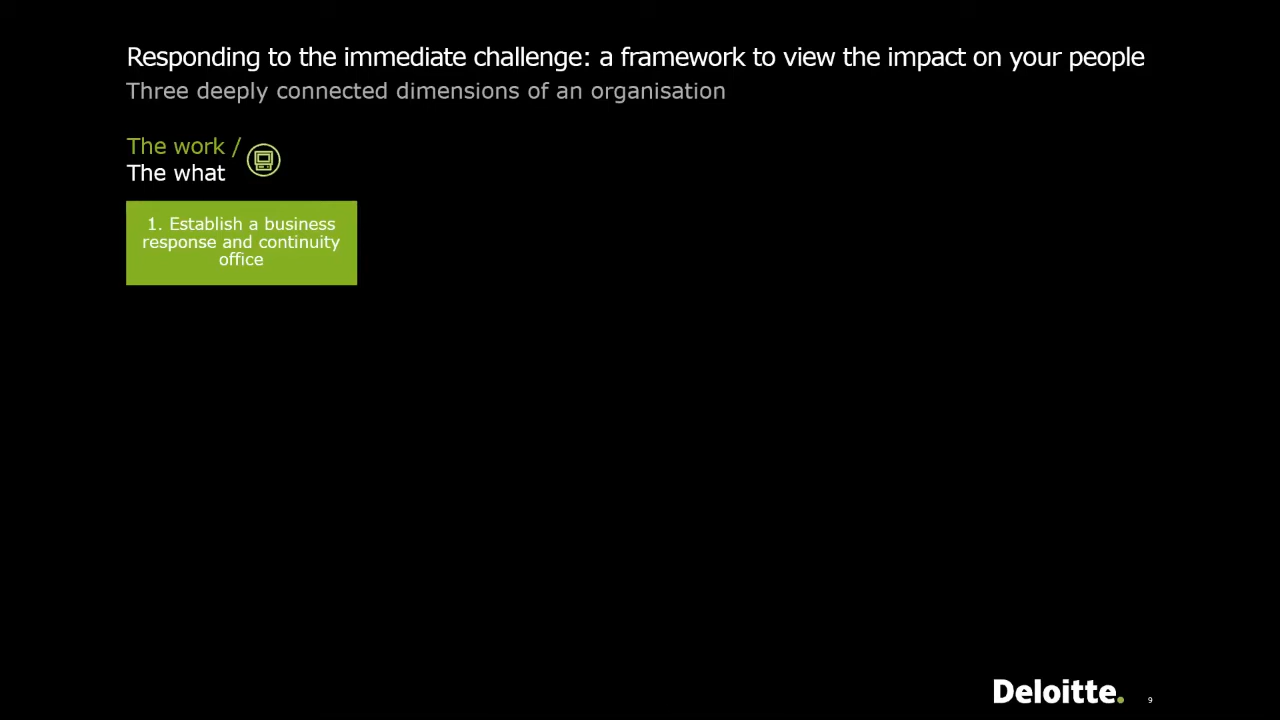 Responding to the immediate challenge: a framework to view the impact on your people
Three deeply connected dimensions of an organisation
The work /
The what
1. Establish a business
response and continuity
office
Deloitte.
9